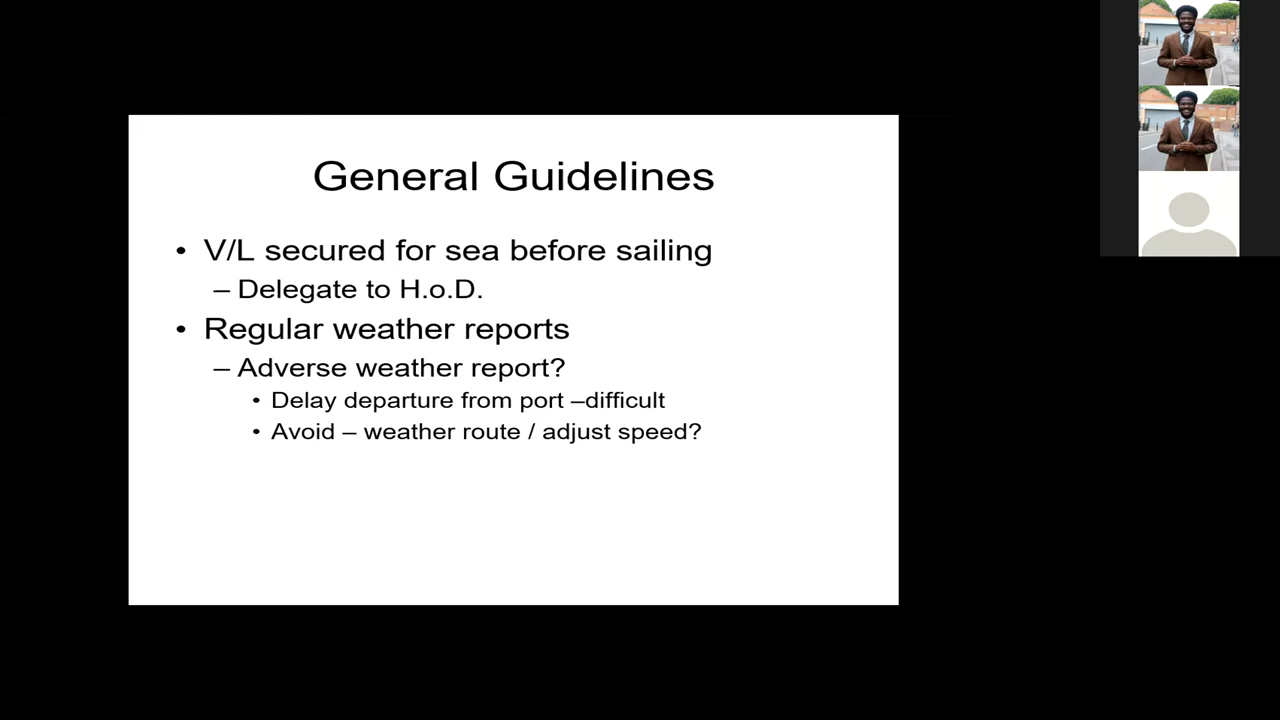 General Guidelines
• V/L secured for sea before sailing
– Delegate to H.o.D.
• Regular weather reports
– Adverse weather report?
• Delay departure from port –difficult
• Avoid – weather route / adjust speed?